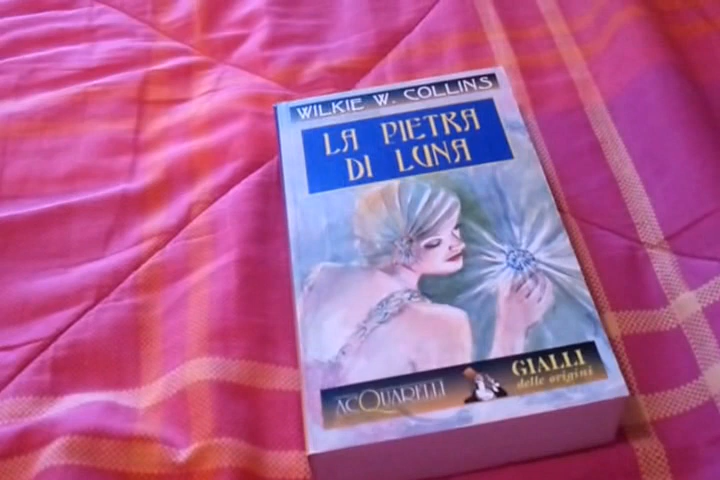 WILKIE W. COLLINS
LA PIETRA
DI LUNA
ACQUARELLI
GIALLI
delle origini